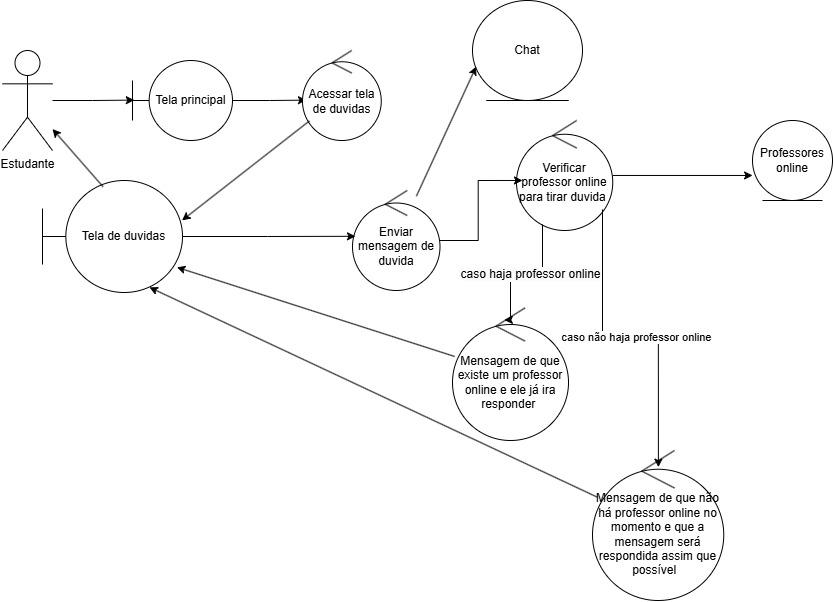 Chat
Estudante
Tela principal
Acessar tela
de duvidas
Verificar
professor online
para tirar duvida
Professores
online
Tela de duvidas
Enviar
mensagem de
duvida
caso haja professor online
caso não haja professor online
Mensagem de que
existe um professor
online e ele já ira
responder
Mensagem de que não
há professor online no
momento e que a
mensagem será
respondida assim que
possível